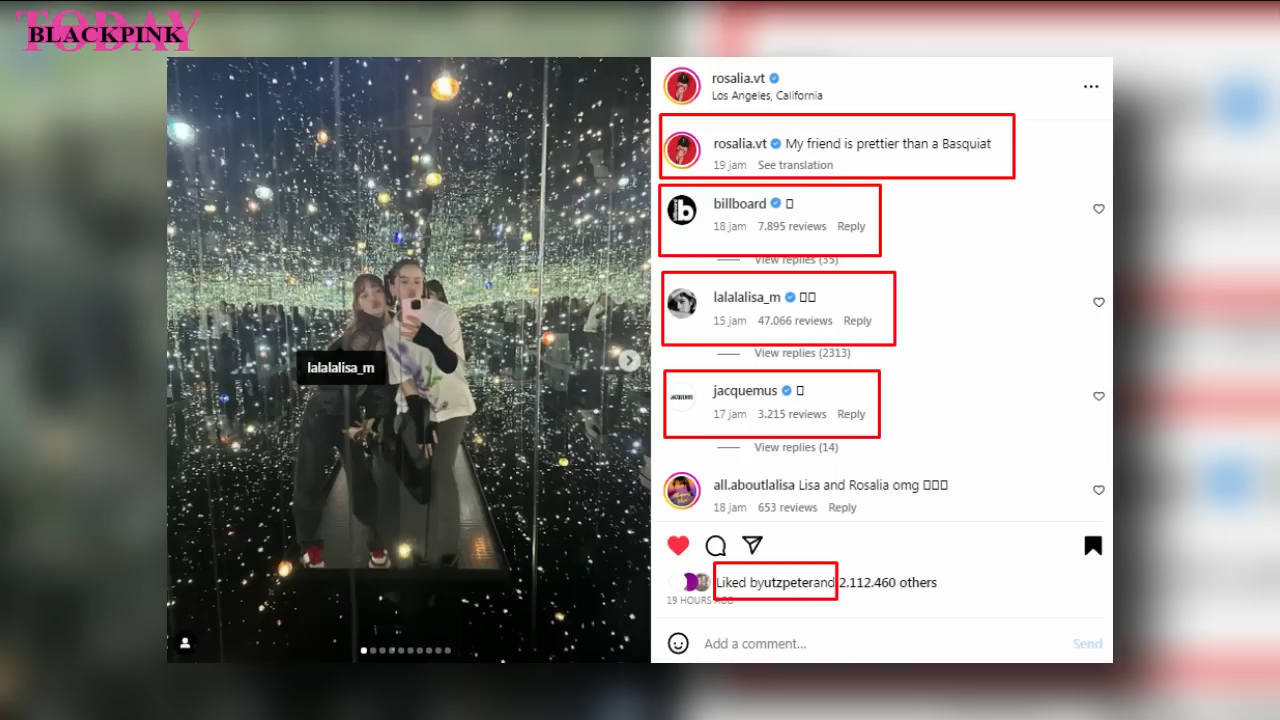 TODAY
BLACKPINK
rosalia.vt
Los Angeles, California
rosalia.vt My friend is prettier than a Basquiat
19 jam See translation
billboard
18 jam 7.895 reviews Reply
View replies (35)
lalalalisa_m
15 jam 47.066 reviews Reply
View replies (2313)
lalalalisa_m
jacquemus
17 jam 3.215 reviews Reply
View replies (14)
JACQUEMUS
all.aboutlalisa Lisa and Rosalia omg
18 jam 653 reviews Reply
Liked byutzpeterand 2.112.460 others
19 HOURS AGO
Add a comment...
Send